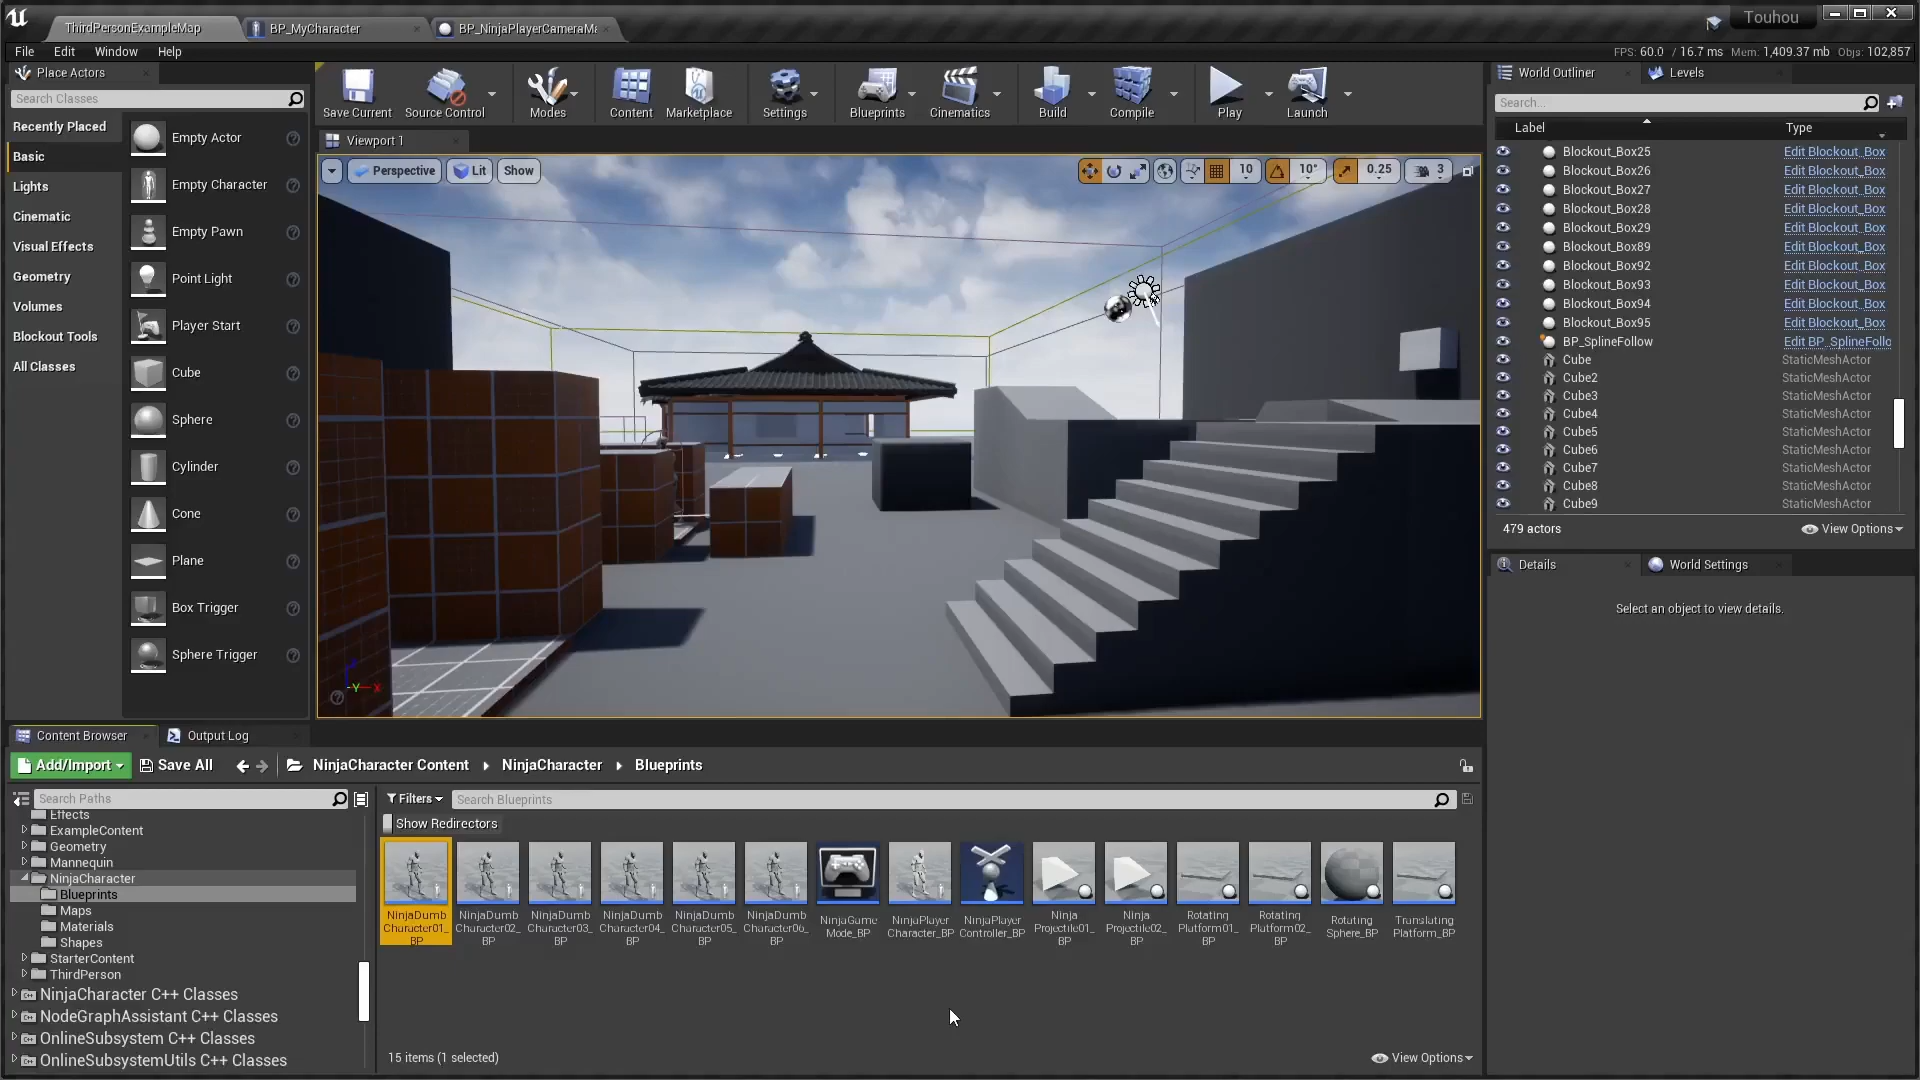 ThirdPersonExampleMap
BP_MyCharacter
BP_NinjaPlayerCameraMa
Touhou
File Edit Window Help
FPS: 60.0 / 16.7 ms Mem: 1,409.37 mb Objs: 102,857
Place Actors
Search Classes
Recently Placed
Basic
Lights
Cinematic
Visual Effects
Geometry
Volumes
Blockout Tools
All Classes
Empty Actor
Empty Character
Empty Pawn
Point Light
Player Start
Cube
Sphere
Cylinder
Cone
Plane
Box Trigger
Sphere Trigger
Save Current
Source Control
Modes
Content
Marketplace
Settings
Blueprints
Cinematics
Build
Compile
Play
Launch
Viewport 1
Perspective
Lit
Show
10
10°
0.25
3
Y X
World Outliner
Levels
Search...
Label Type
Blockout_Box25 Edit Blockout_Box
Blockout_Box26 Edit Blockout_Box
Blockout_Box27 Edit Blockout_Box
Blockout_Box28 Edit Blockout_Box
Blockout_Box29 Edit Blockout_Box
Blockout_Box89 Edit Blockout_Box
Blockout_Box92 Edit Blockout_Box
Blockout_Box93 Edit Blockout_Box
Blockout_Box94 Edit Blockout_Box
Blockout_Box95 Edit Blockout_Box
BP_SplineFollow Edit BP_SplineFollo
Cube StaticMeshActor
Cube2 StaticMeshActor
Cube3 StaticMeshActor
Cube4 StaticMeshActor
Cube5 StaticMeshActor
Cube6 StaticMeshActor
Cube7 StaticMeshActor
Cube8 StaticMeshActor
Cube9 StaticMeshActor
479 actors
View Options
Details
World Settings
Select an object to view details.
Content Browser
Output Log
Add/Import
Save All
NinjaCharacter Content
NinjaCharacter
Blueprints
Search Paths
Effects
ExampleContent
Geometry
Mannequin
NinjaCharacter
Blueprints
Maps
Materials
Shapes
StarterContent
ThirdPerson
NinjaCharacter C++ Classes
NodeGraphAssistant C++ Classes
OnlineSubsystem C++ Classes
OnlineSubsystemUtils C++ Classes
Filters
Search Blueprints
Show Redirectors
NinjaDumb
Character01_
BP
NinjaDumb
Character02_
BP
NinjaDumb
Character03_
BP
NinjaDumb
Character04_
BP
NinjaDumb
Character05_
BP
NinjaDumb
Character06_
BP
NinjaGame
Mode_BP
NinjaPlayer
Character_BP
NinjaPlayer
Controller_BP
Ninja
Projectile01_
BP
Ninja
Projectile02_
BP
Rotating
Platform01_
BP
Rotating
Platform02_
BP
Rotating
Sphere_BP
Translating
Platform_BP
15 items (1 selected)
View Options